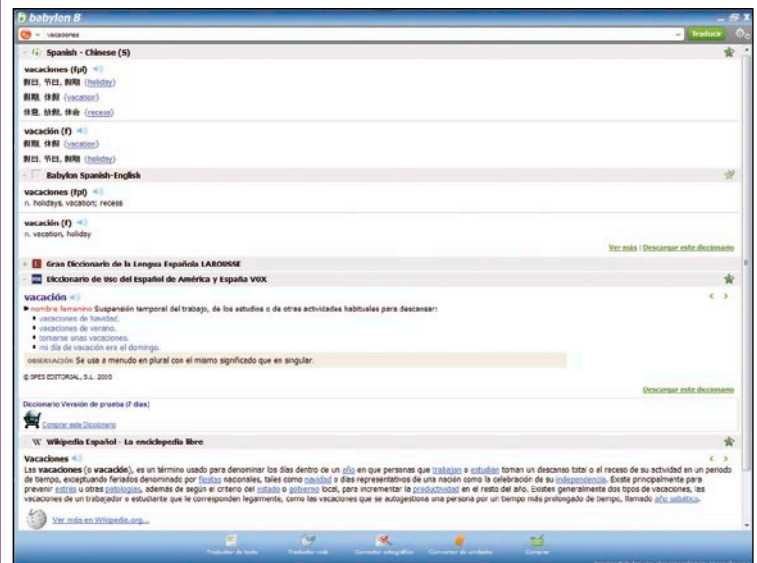 babylon 8
vacaciones
Traducir
Spanish - Chinese (S)
vacaciones (fpl)
假日, 节日, 假期 (holiday)
假期, 休假 (vacation)
休息, 放假, 休会 (recess)
vacación (f)
假期, 休假 (vacation)
假日, 节日, 假期 (holiday)
Babylon Spanish-English
vacaciones (fpl)
n. holidays, vacation; recess
vacación (f)
n. vacation, holiday
Ver más | Descargar este diccionario
Gran Diccionario de la Lengua Española LAROUSSE
Diccionario de Uso del Español de América y España VOX
vacación
nombre femenino Suspensión temporal del trabajo, de los estudios o de otras actividades habituales para descansar:
vacaciones de Navidad.
vacaciones de verano.
tomarse unas vacaciones.
mi día de vacación era el domingo.
OBSERVACIÓN Se usa a menudo en plural con el mismo significado que en singular.
© SPES EDITORIAL, S.L. 2005
Descargar este diccionario
Diccionario Versión de prueba (7 días)
Comprar este Diccionario
W Wikipedia Español - La enciclopedia libre
Vacaciones
Las vacaciones (o vacación), es un término usado para denominar los días dentro de un año en que personas que trabajan o estudian toman un descanso total o el receso de su actividad en un periodo
de tiempo, exceptuando feriados denominado por fiestas nacionales, tales como navidad o días representativos de una nación como la celebración de su independencia. Existe principalmente para
prevenir estrés u otras patologías, además de según el criterio del estado o gobierno local, para incrementar la productividad en el resto del año. Existen generalmente dos tipos de vacaciones, las
vacaciones de un trabajador o estudiante que le corresponden legalmente, como las vacaciones que se autogestiona una persona por un tiempo más prolongado de tiempo, llamado año sabático.
Ver más en Wikipedia.org...
Traductor de texto
Traductor web
Corrector ortográfico
Conversor de unidades
Comprar